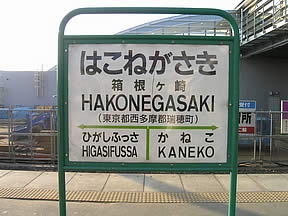 はこねがさき
箱根ヶ崎
HAKONEGASAKI
(東京都西多摩郡瑞穂町)
ひがしふっさ かねこ
HIGASIFUSSA KANEKO